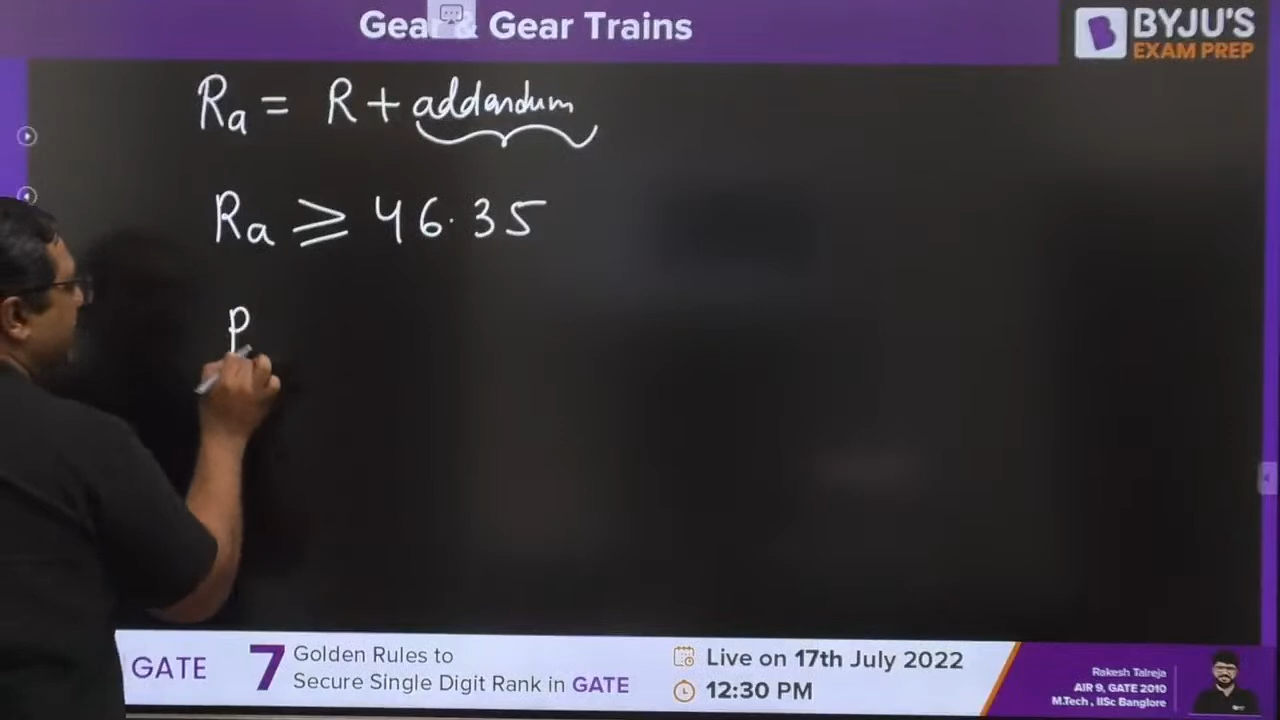 Gear & Gear Trains
BYJU'S
EXAM PREP
Ra = R + addendum
Ra ⩾ 46.35
P
GATE
7
Golden Rules to
Secure Single Digit Rank in GATE
Live on 17th July 2022
12:30 PM
Rakesh Talreja
AIR 9, GATE 2010
M.Tech , IISc Banglore